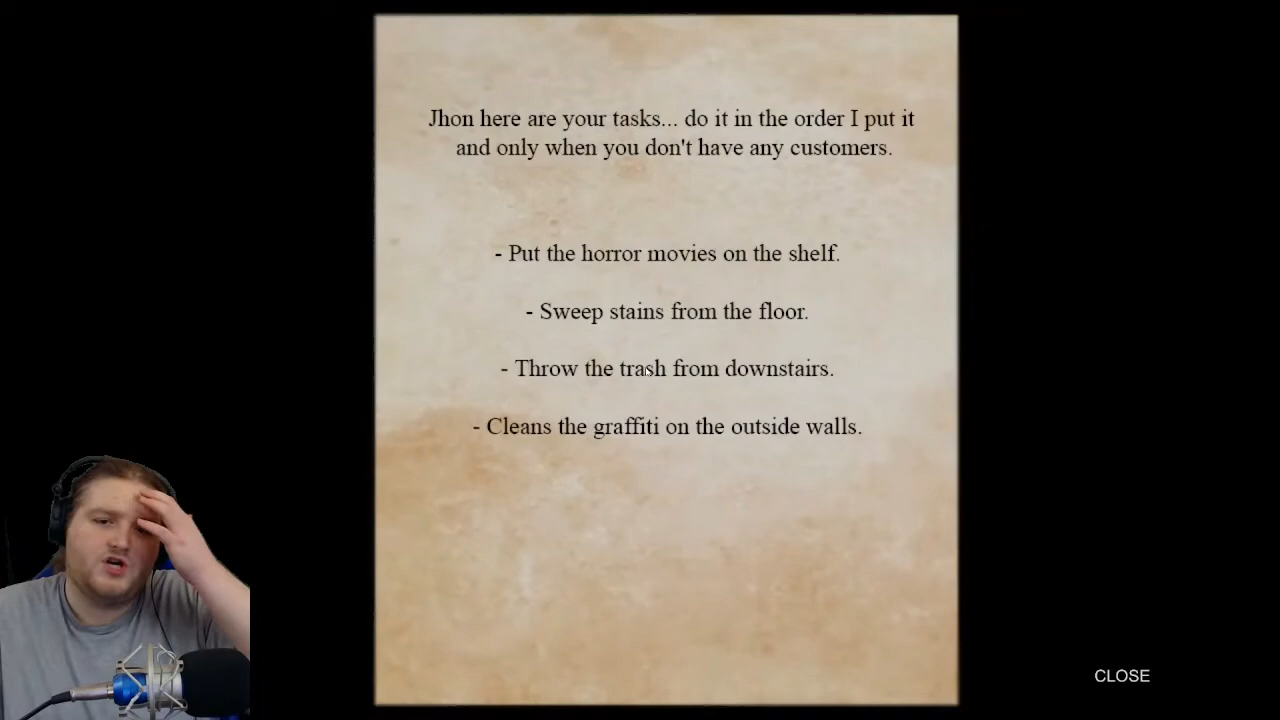 Jhon here are your tasks... do it in the order I put it
and only when you don't have any customers.
- Put the horror movies on the shelf.
- Sweep stains from the floor.
- Throw the trash from downstairs.
- Cleans the graffiti on the outside walls.
CLOSE